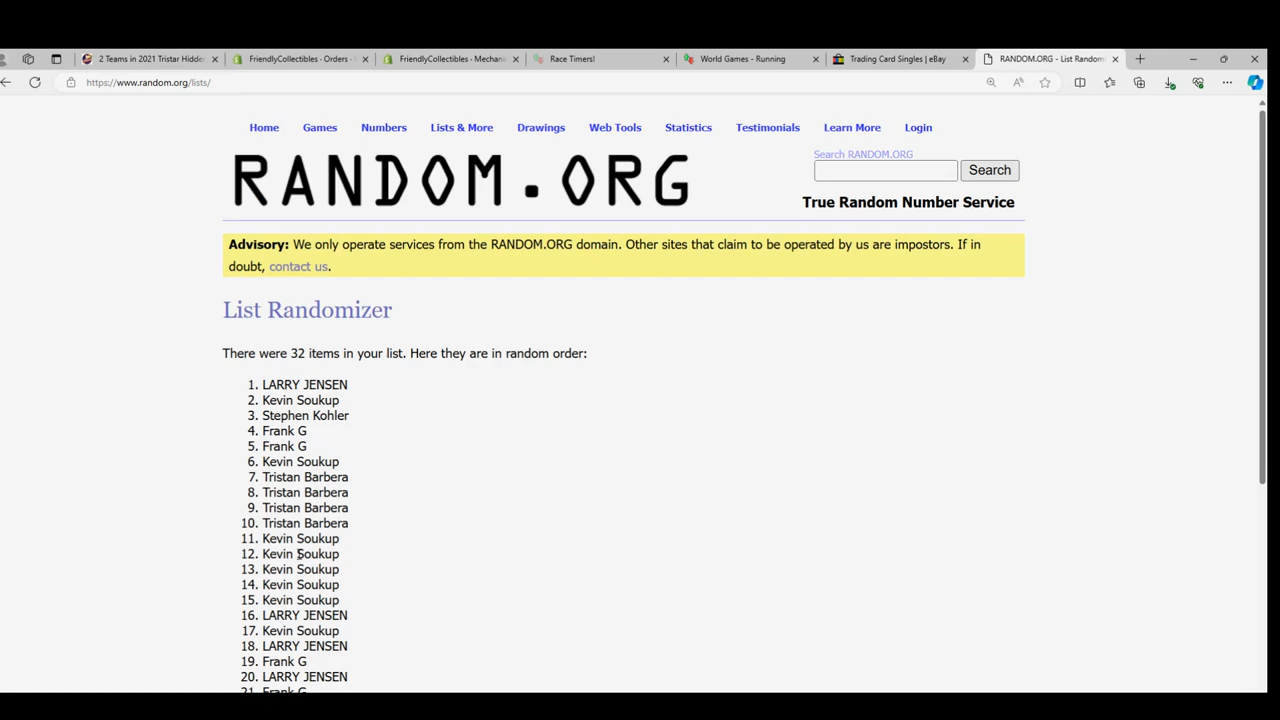 2 Teams in 2021 Tristar Hidden
FriendlyCollectibles - Orders -
FriendlyCollectibles - Mechani
Race Timers!
World Games - Running
Trading Card Singles | eBay
RANDOM.ORG - List Random
https://www.random.org/lists/
Home Games Numbers Lists & More Drawings Web Tools Statistics Testimonials Learn More Login
Search RANDOM.ORG
RANDOM.ORG
Search
True Random Number Service
Advisory: We only operate services from the RANDOM.ORG domain. Other sites that claim to be operated by us are impostors. If in
doubt, contact us.
List Randomizer
There were 32 items in your list. Here they are in random order:
1. LARRY JENSEN
2. Kevin Soukup
3. Stephen Kohler
4. Frank G
5. Frank G
6. Kevin Soukup
7. Tristan Barbera
8. Tristan Barbera
9. Tristan Barbera
10. Tristan Barbera
11. Kevin Soukup
12. Kevin Soukup
13. Kevin Soukup
14. Kevin Soukup
15. Kevin Soukup
16. LARRY JENSEN
17. Kevin Soukup
18. LARRY JENSEN
19. Frank G
20. LARRY JENSEN
21. Frank G